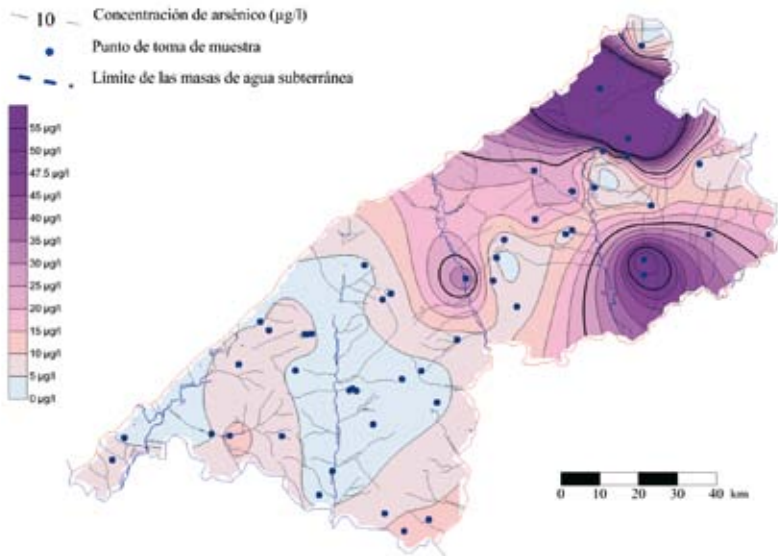 10 Concentración de arsénico (µg/l)
Punto de toma de muestra
Límite de las masas de agua subterránea
55 µg/l
50 µg/l
47.5 µg/l
45 µg/l
40 µg/l
35 µg/l
30 µg/l
25 µg/l
20 µg/l
15 µg/l
10 µg/l
5 µg/l
0 µg/l
0 10 20 30 40 km